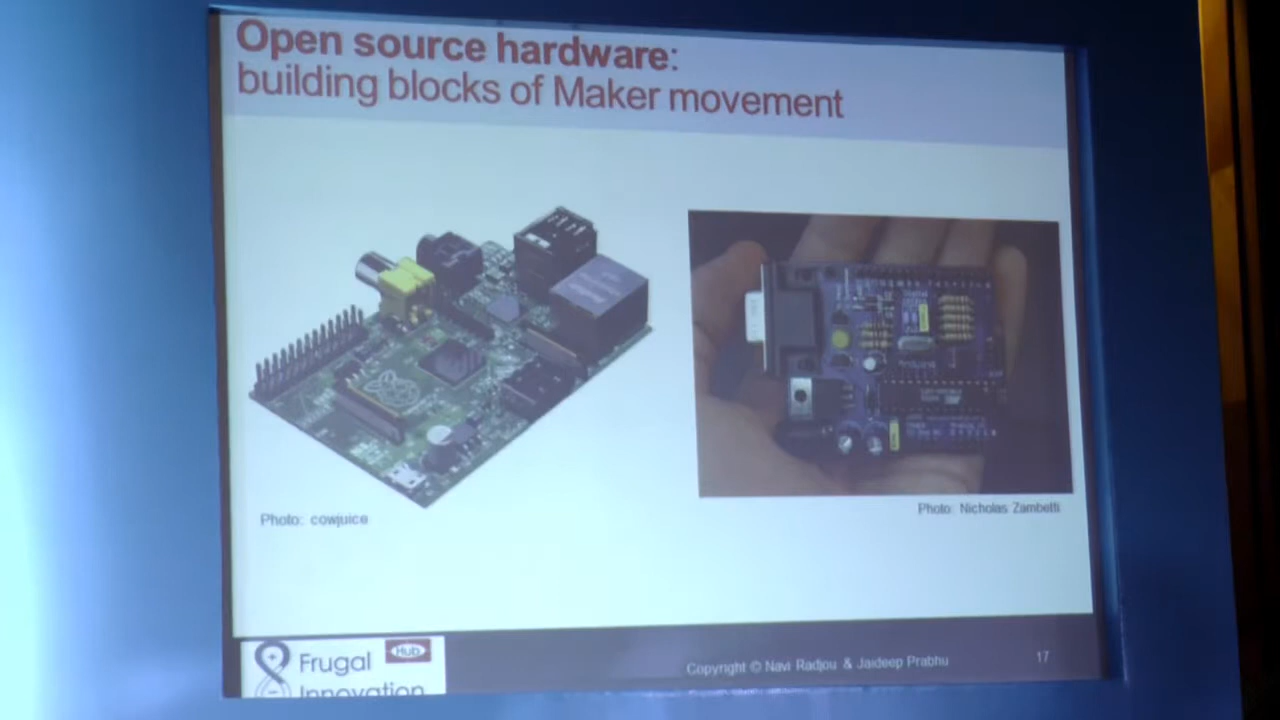 Open source hardware:
building blocks of Maker movement
Photo: cowjuice
Photo: Nicholas Zambetti
Frugal
Innovation
Hub
Copyright © Navi Radjou & Jaideep Prabhu
17